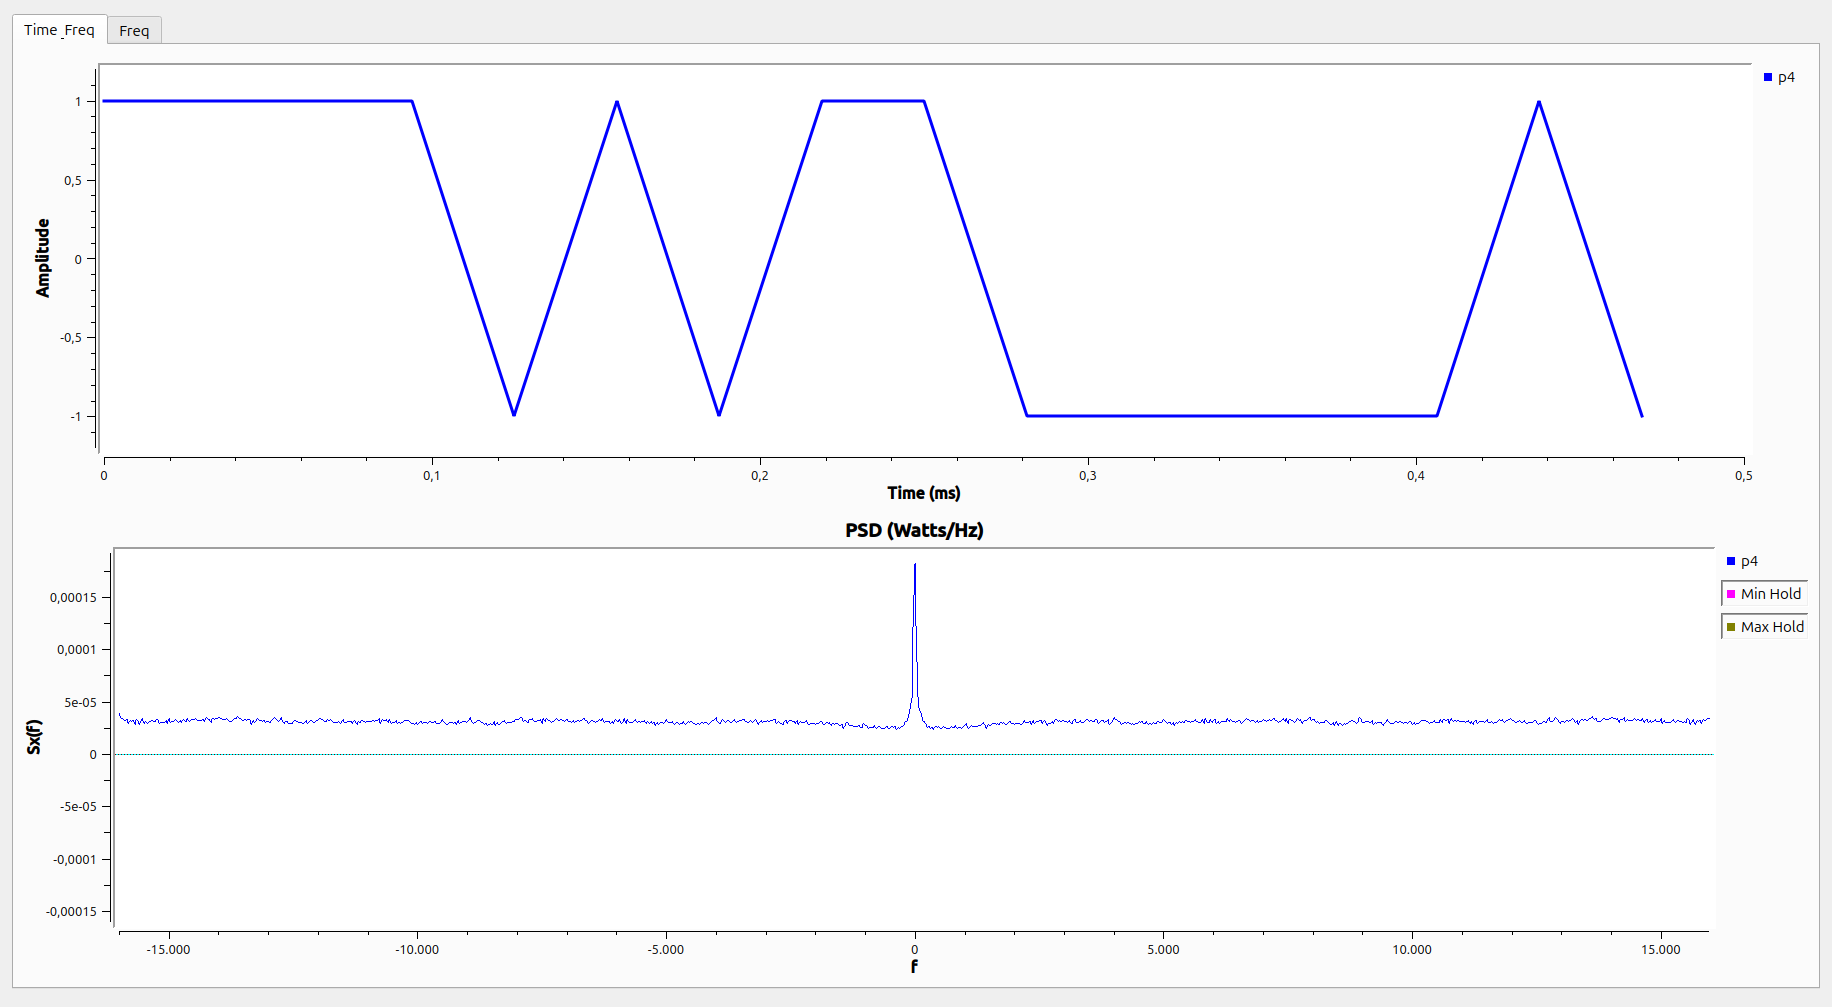 Time_Freq
Freq
p4
1
0,5
0
-0,5
-1
Amplitude
0
0,1
0,2
0,3
0,4
0,5
Time (ms)
PSD (Watts/Hz)
p4
Min Hold
Max Hold
0,00015
0,0001
5e-05
0
-5e-05
-0,0001
-0,00015
Sx(f)
-15.000
-10.000
-5.000
0
5.000
10.000
15.000
f